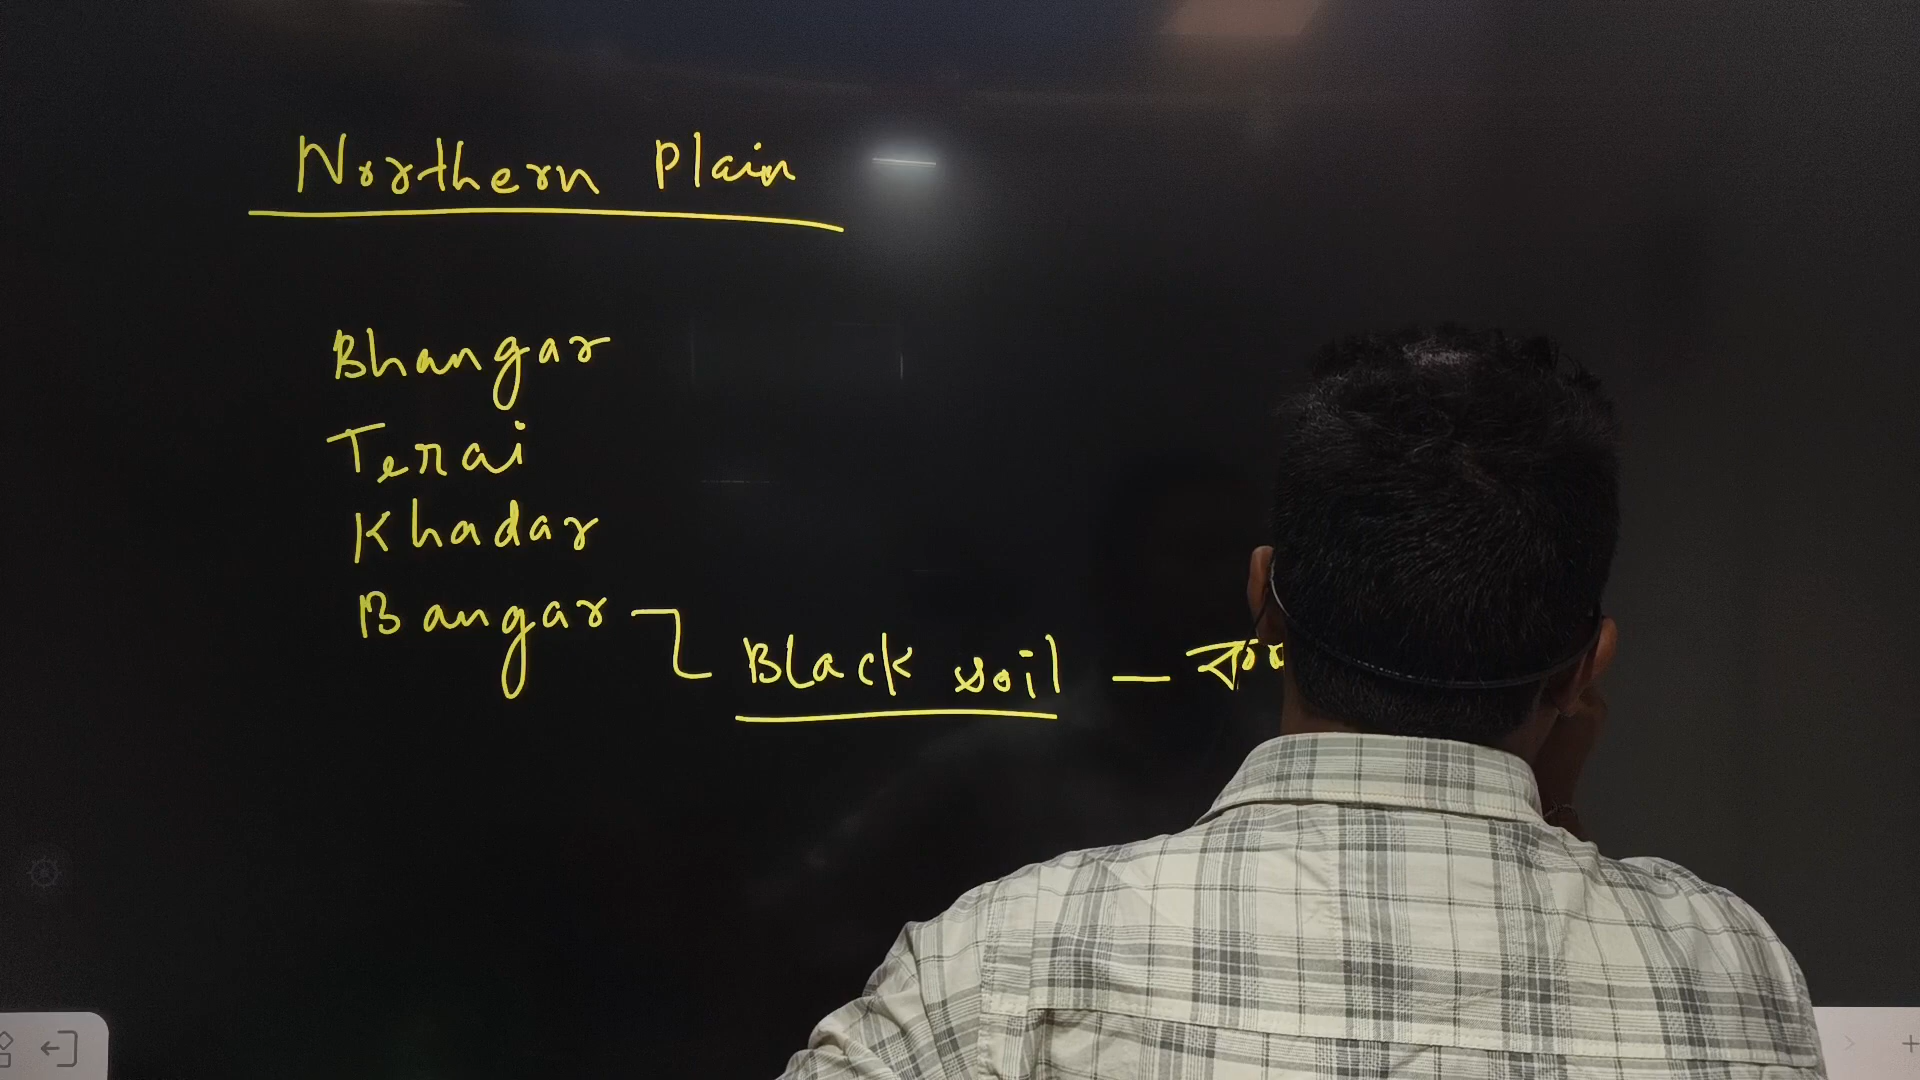 Northern Plain
Bhangar
Terai
Khadar
Bangar
Black soil —